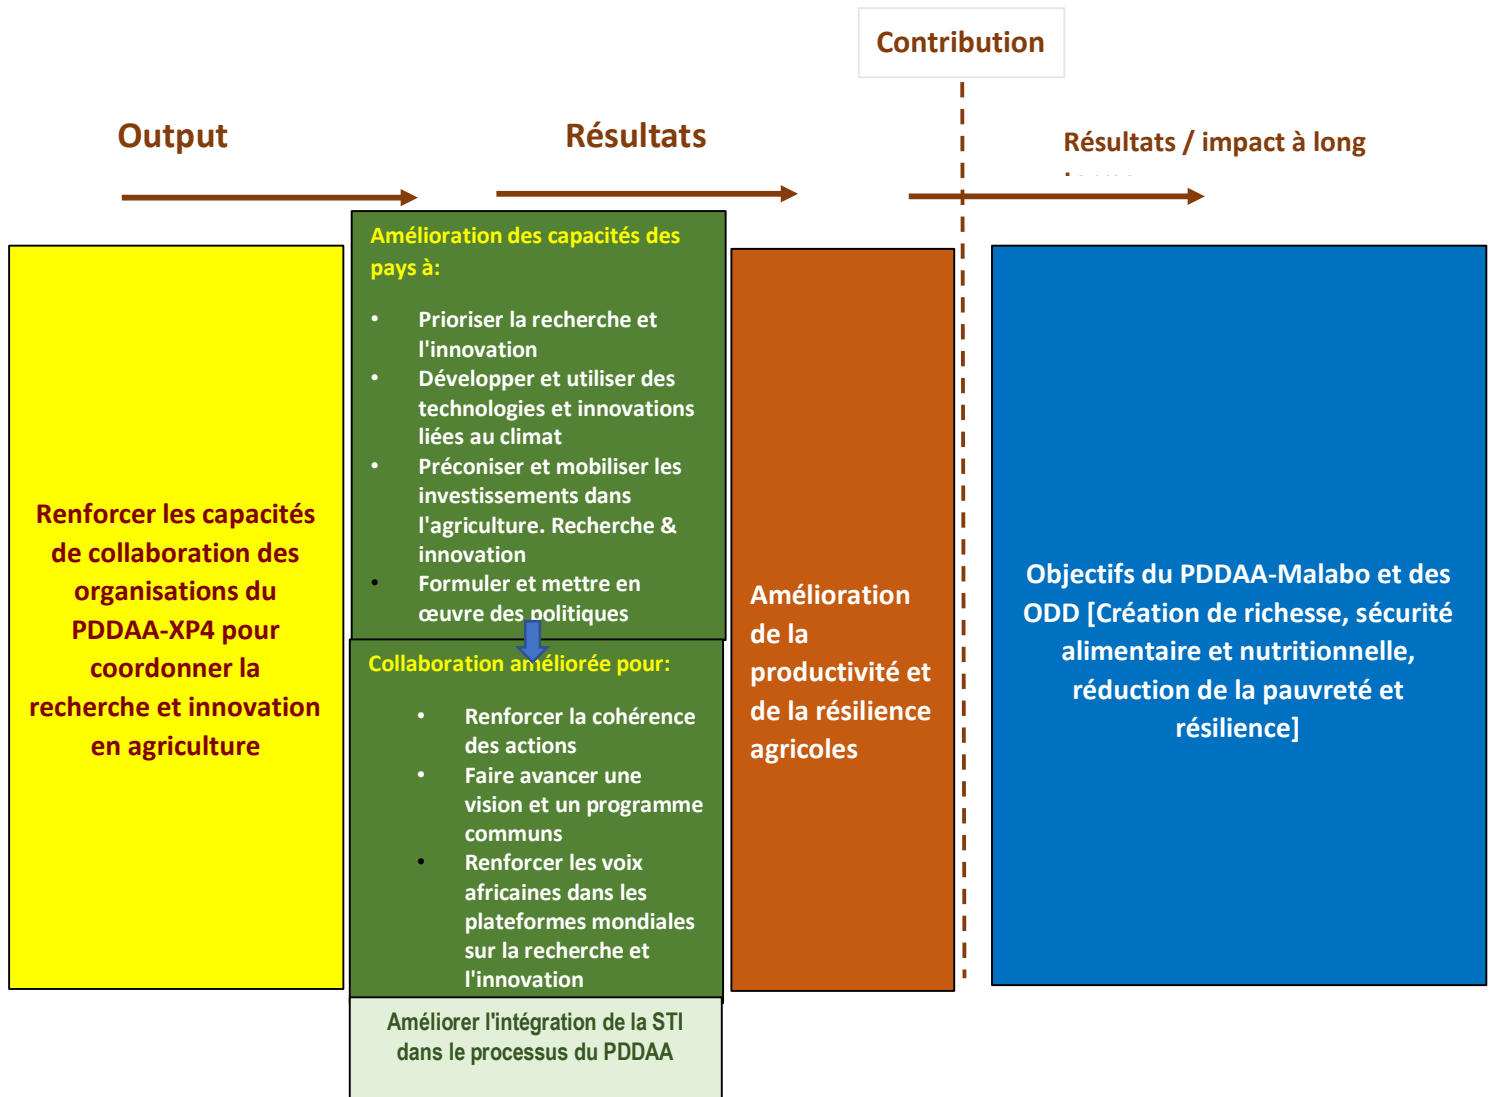 Contribution
Output
Résultats
Résultats / impact à long
Renforcer les capacités
de collaboration des
organisations du
PDDAA-XP4 pour
coordonner la
recherche et innovation
en agriculture
Amélioration des capacités des
pays à:
• Prioriser la recherche et
l'innovation
• Développer et utiliser des
technologies et innovations
liées au climat
• Préconiser et mobiliser les
investissements dans
l'agriculture. Recherche &
innovation
• Formuler et mettre en
œuvre des politiques
Collaboration améliorée pour:
• Renforcer la cohérence
des actions
• Faire avancer une
vision et un programme
communs
• Renforcer les voix
africaines dans les
plateformes mondiales
sur la recherche et
l'innovation
Améliorer l'intégration de la STI
dans le processus du PDDAA
Amélioration
de la
productivité et
de la résilience
agricoles
Objectifs du PDDAA-Malabo et des
ODD [Création de richesse, sécurité
alimentaire et nutritionnelle,
réduction de la pauvreté et
résilience]